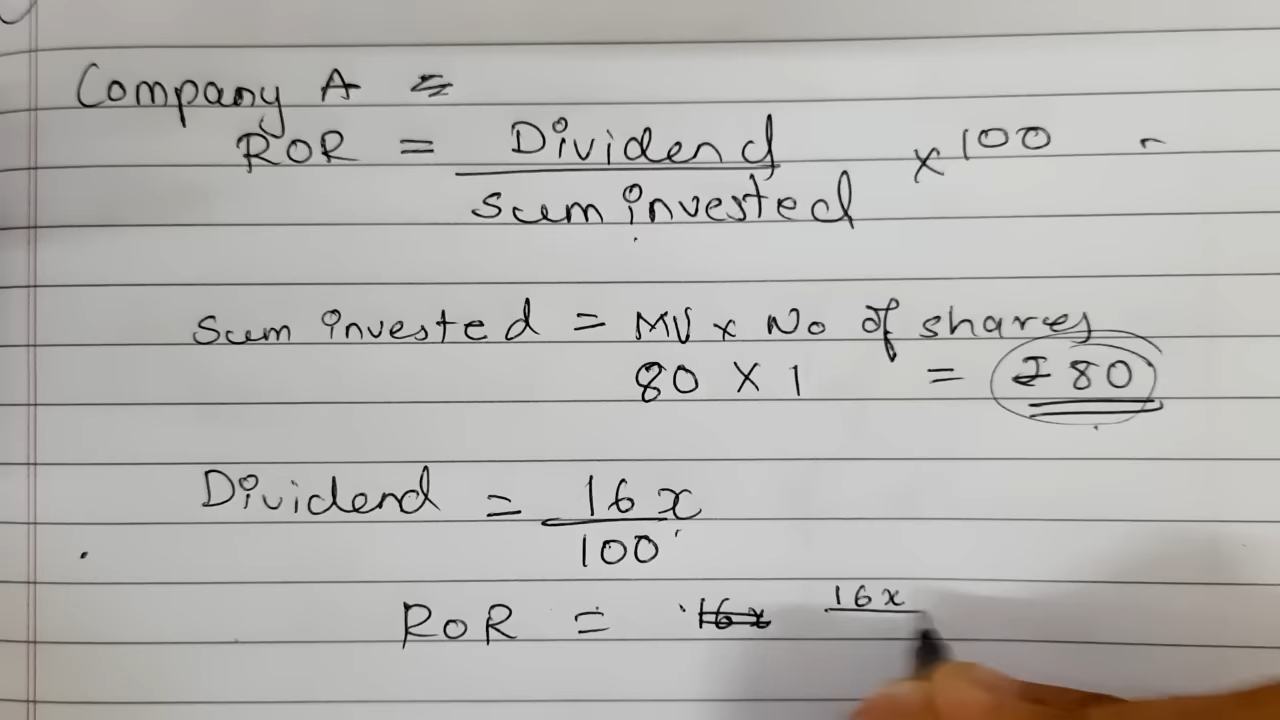 Company A =
ROR = Dividend / Sum invested × 100
Sum invested = MV × No of shares
80 × 1 = ₹80
Dividend = 16x / 100
ROR = 16x